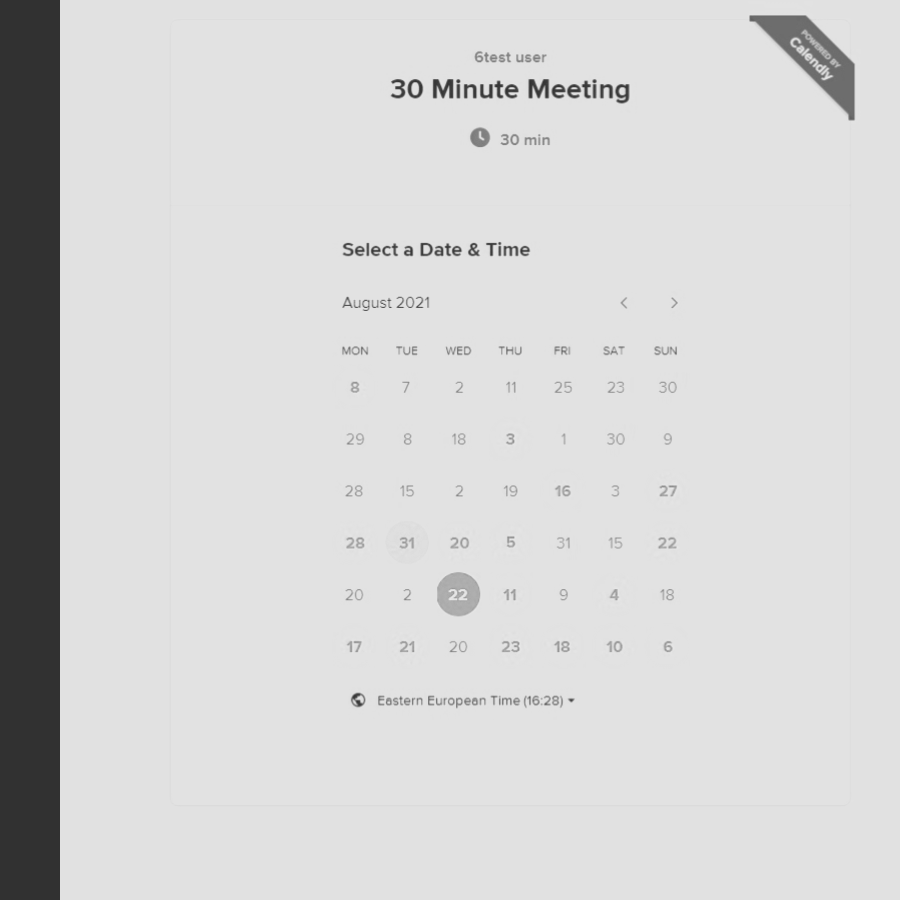 POWERED BY
Calendly
6test user
30 Minute Meeting
30 min
Select a Date & Time
August 2021
MON TUE WED THU FRI SAT SUN
8 7 2 11 25 23 30
29 8 18 3 1 30 9
28 15 2 19 16 3 27
28 31 20 5 31 15 22
20 2 22 11 9 4 18
17 21 20 23 18 10 6
Eastern European Time (16:28)